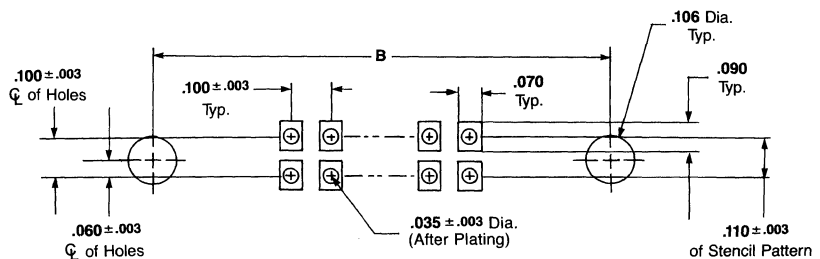 .106 Dia.
Typ.
B
.100 ±.003
℄ of Holes
.100 ±.003
Typ.
.070
Typ.
.090
Typ.
.035 ±.003 Dia.
(After Plating)
.060 ±.003
℄ of Holes
.110 ±.003
of Stencil Pattern